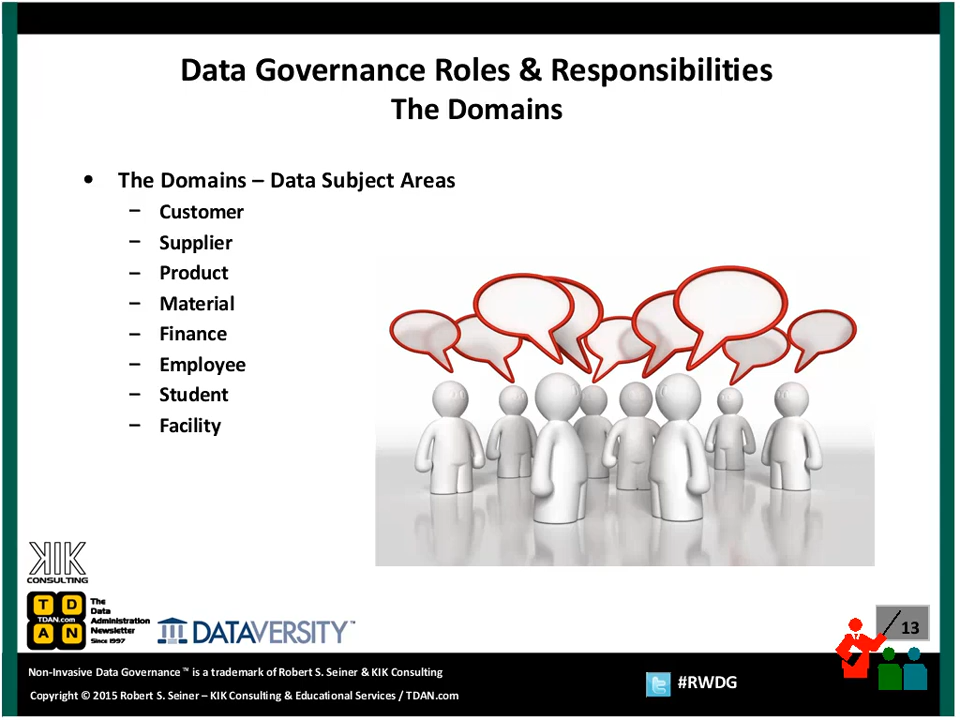 Data Governance Roles & Responsibilities
The Domains
• The Domains – Data Subject Areas
– Customer
– Supplier
– Product
– Material
– Finance
– Employee
– Student
– Facility
KIK
CONSULTING
T D
TDAN.com
A N
The
Data
Administration
Newsletter
Since 1997
DATAVERSITY™
13
Non-Invasive Data Governance ™ is a trademark of Robert S. Seiner & KIK Consulting
Copyright © 2015 Robert S. Seiner – KIK Consulting & Educational Services / TDAN.com
#RWDG